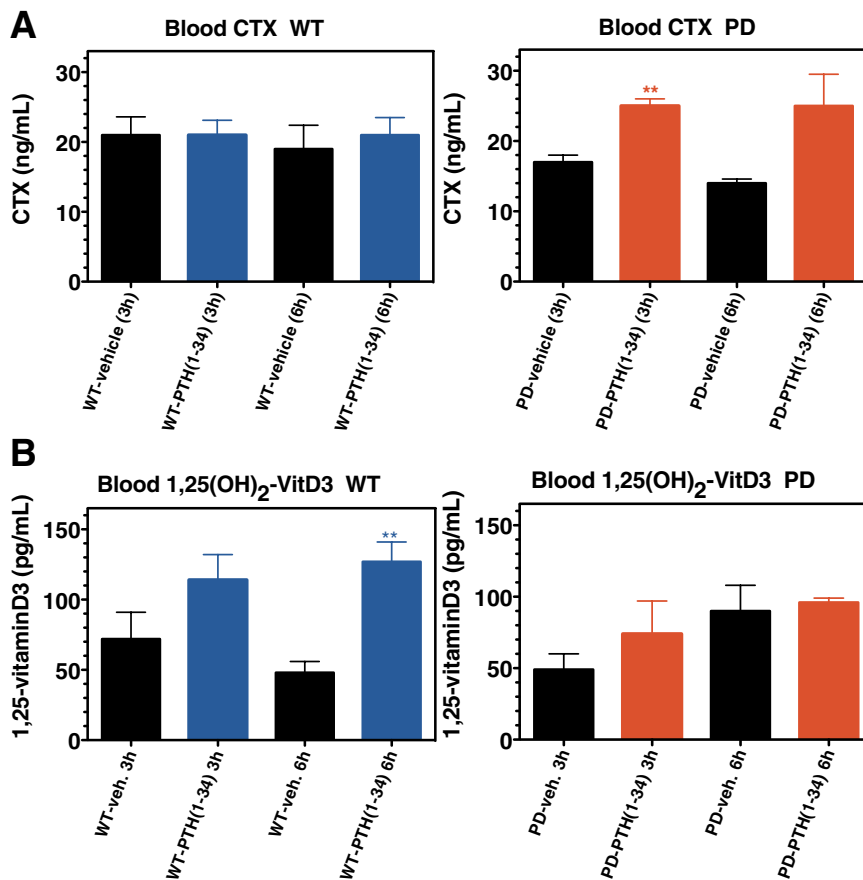 A
Blood CTX WT
Blood CTX PD
CTX (ng/mL)
30
20
10
0
WT-vehicle (3h)
WT-PTH(1-34) (3h)
WT-vehicle (6h)
WT-PTH(1-34) (6h)
CTX (ng/mL)
30
20
10
0
**
PD-vehicle (3h)
PD-PTH(1-34) (3h)
PD-vehicle (6h)
PD-PTH(1-34) (6h)
B
Blood 1,25(OH)2-VitD3 WT
Blood 1,25(OH)2-VitD3 PD
1,25-vitaminD3 (pg/mL)
150
100
50
0
**
WT-veh. 3h
WT-PTH(1-34) 3h
WT-veh. 6h
WT-PTH(1-34) 6h
1,25-vitaminD3 (pg/mL)
150
100
50
0
PD-veh. 3h
PD-PTH(1-34) 3h
PD-veh. 6h
PD-PTH(1-34) 6h